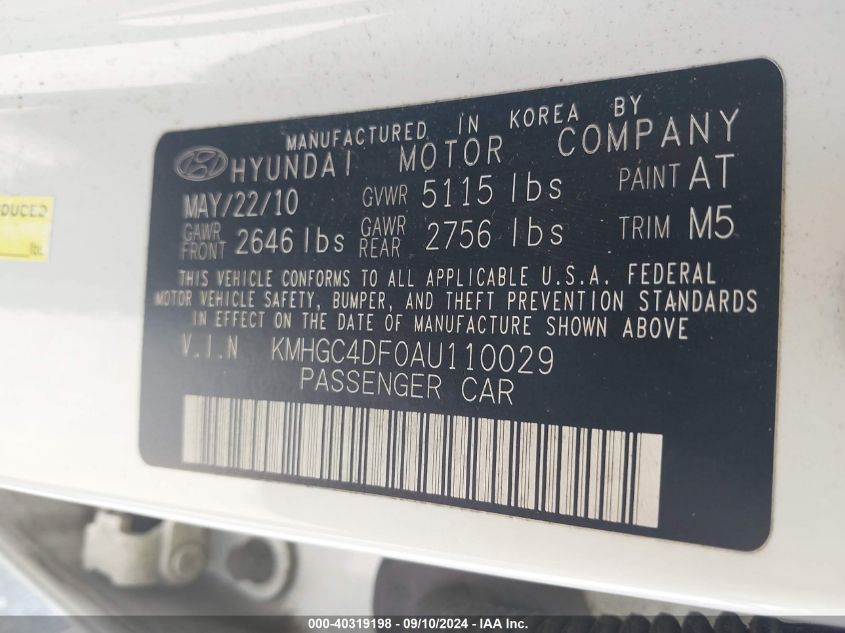 MANUFACTURED IN KOREA BY
HYUNDAI MOTOR COMPANY
MAY/22/10 GVWR 5115 lbs PAINT AT
GAWR FRONT 2646 lbs GAWR REAR 2756 lbs TRIM M5
THIS VEHICLE CONFORMS TO ALL APPLICABLE U.S.A. FEDERAL
MOTOR VEHICLE SAFETY, BUMPER, AND THEFT PREVENTION STANDARDS
IN EFFECT ON THE DATE OF MANUFACTURE SHOWN ABOVE
V.I.N KMHGC4DF0AU110029
PASSENGER CAR
lb.
000-40319198 - 09/10/2024 - IAA Inc.